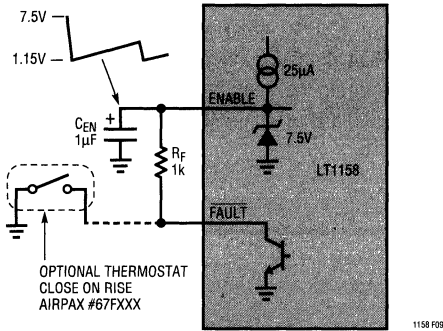 7.5V
1.15V
25µA
ENABLE
+
C_EN
1µF
7.5V
R_F
1k
LT1158
FAULT
OPTIONAL THERMOSTAT
CLOSE ON RISE
AIRPAX #67FXXX
1158 F09